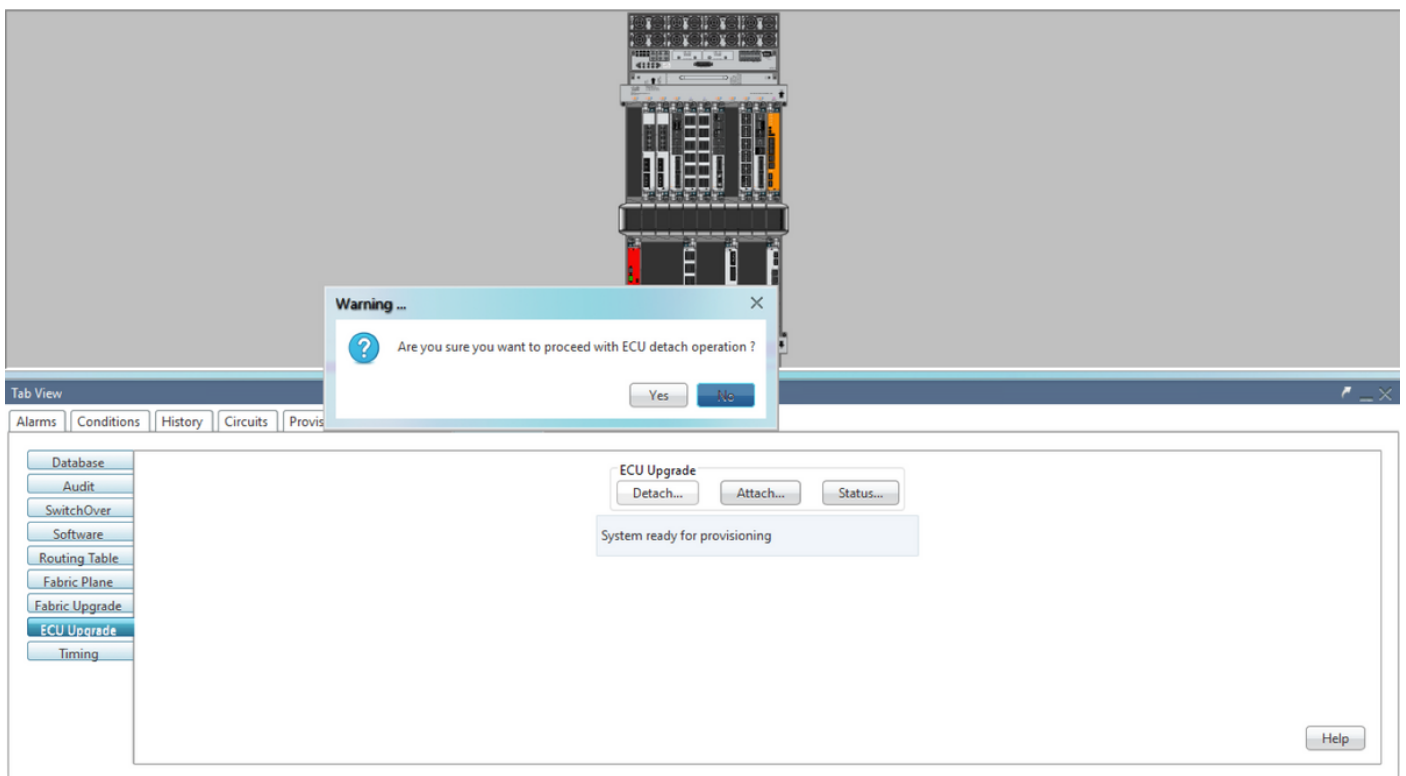 Warning ...
Are you sure you want to proceed with ECU detach operation ?
Yes No
Tab View
Alarms Conditions History Circuits Provis
Database
Audit
SwitchOver
Software
Routing Table
Fabric Plane
Fabric Upgrade
ECU Upgrade
Timing
ECU Upgrade
Detach... Attach... Status...
System ready for provisioning
Help